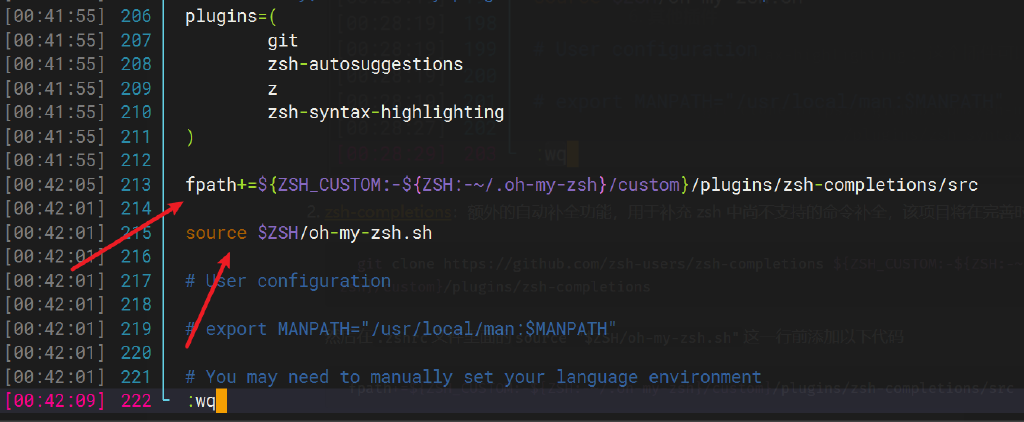 [00:41:55] 206 plugins=(
[00:41:55] 207 git
[00:41:55] 208 zsh-autosuggestions
[00:41:55] 209 z
[00:41:55] 210 zsh-syntax-highlighting
[00:41:55] 211 )
[00:41:55] 212
[00:42:05] 213 fpath+=${ZSH_CUSTOM:-${ZSH:-~/.oh-my-zsh}/custom}/plugins/zsh-completions/src
[00:42:01] 214
[00:42:01] 215 source $ZSH/oh-my-zsh.sh
[00:42:01] 216
[00:42:01] 217 # User configuration
[00:42:01] 218
[00:42:01] 219 # export MANPATH="/usr/local/man:$MANPATH"
[00:42:01] 220
[00:42:01] 221 # You may need to manually set your language environment
[00:42:09] 222 :wq